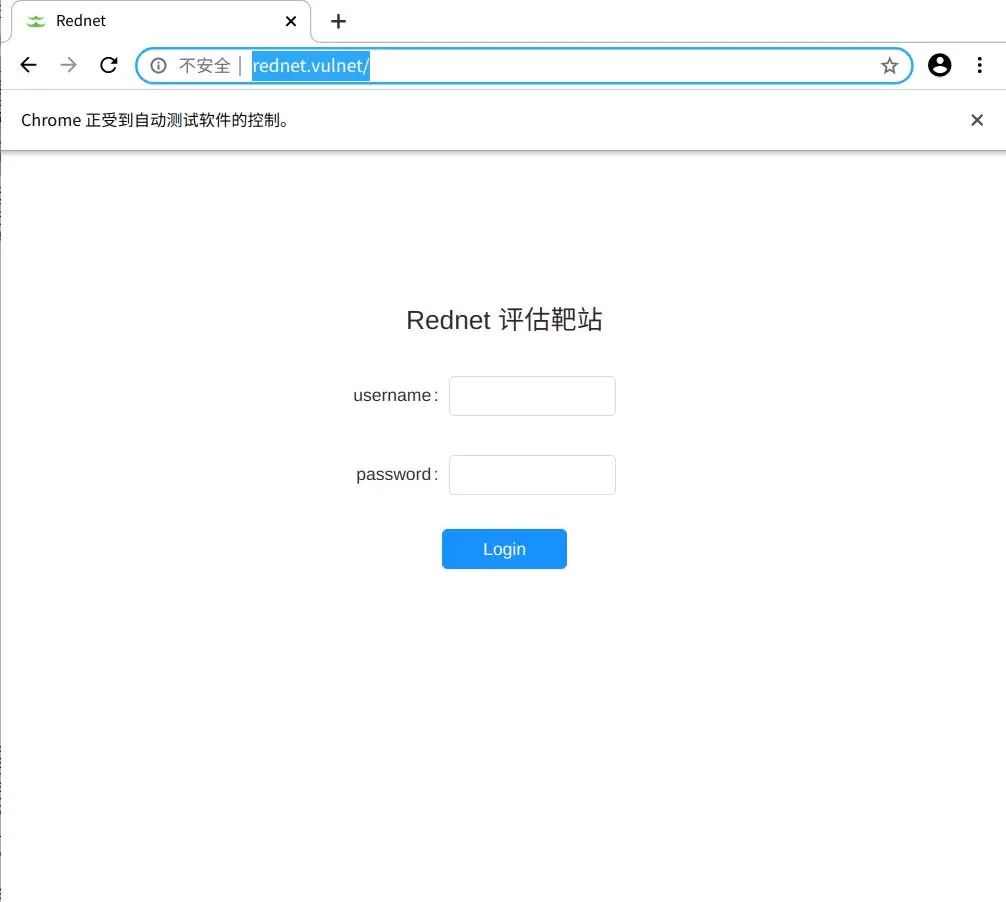 Rednet
不安全 | rednet.vulnet/
Chrome 正受到自动测试软件的控制。
Rednet 评估靶站
username:
password:
Login